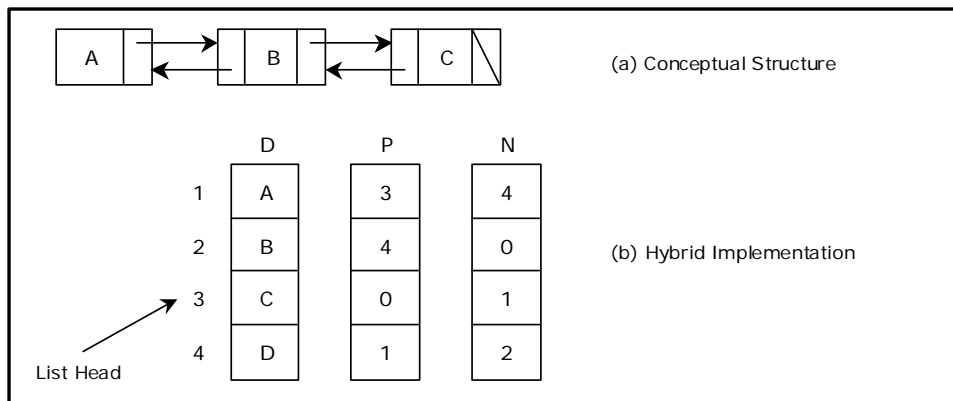 A B C (a) Conceptual Structure
D P N
1 A 3 4
2 B 4 0 (b) Hybrid Implementation
3 C 0 1
4 D 1 2
List Head